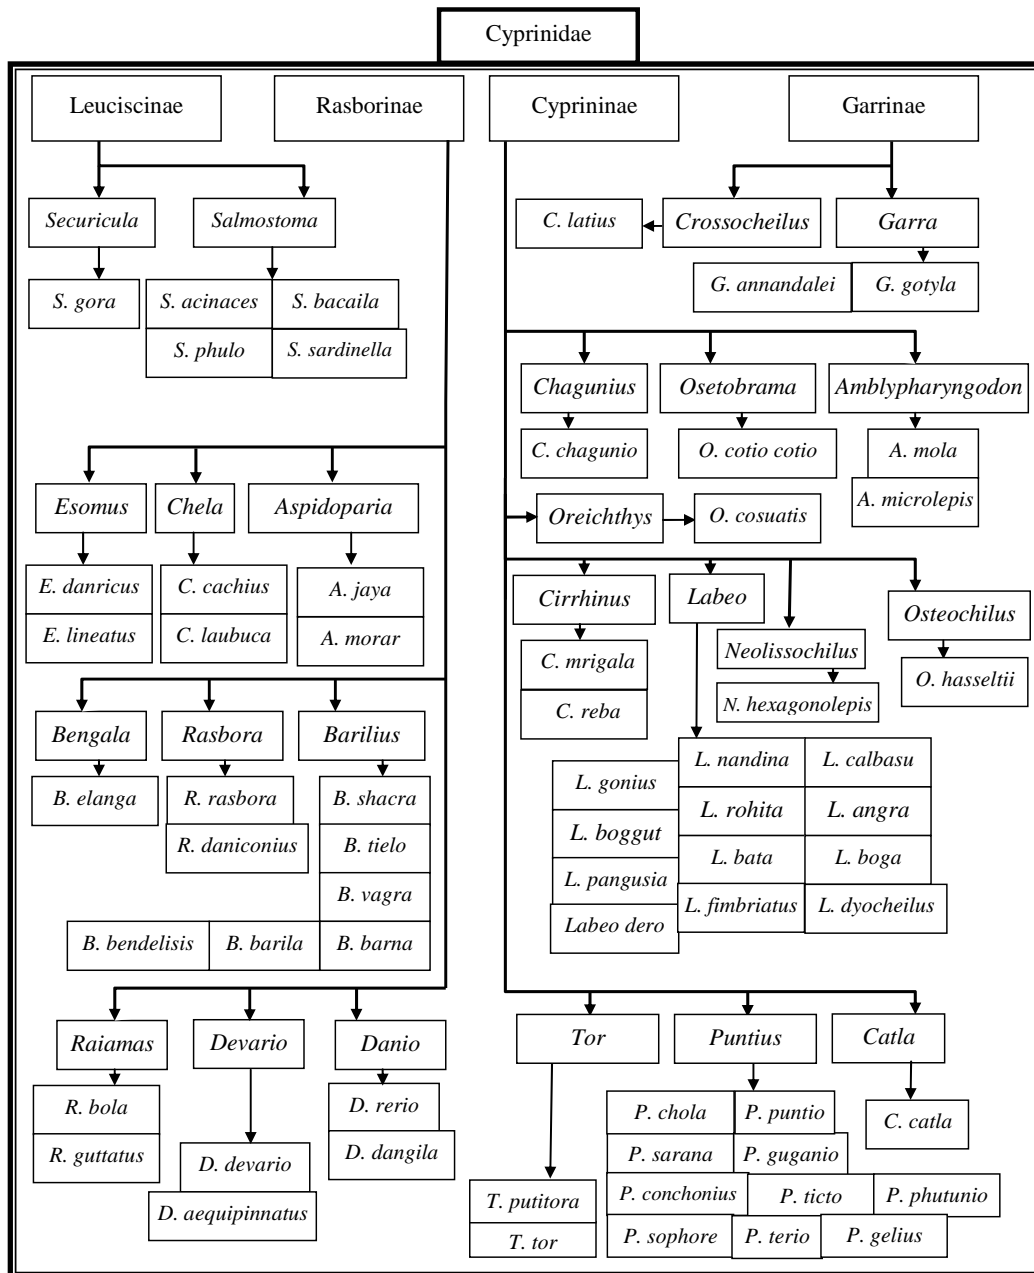 Cyprinidae
Leuciscinae
Rasborinae
Cyprininae
Garrinae
Securicula
Salmostoma
S. gora
S. acinaces
S. bacaila
S. phulo
S. sardinella
C. latius
Crossocheilus
Garra
G. annandalei
G. gotyla
Chagunius
Osetobrama
Amblypharyngodon
C. chagunio
O. cotio cotio
A. mola
A. microlepis
Oreichthys
O. cosuatis
Esomus
Chela
Aspidoparia
E. danricus
C. cachius
A. jaya
E. lineatus
C. laubuca
A. morar
Cirrhinus
Labeo
Neolissochilus
Osteochilus
C. mrigala
C. reba
N. hexagonolepis
O. hasseltii
Bengala
Rasbora
Barilius
B. elanga
R. rasbora
R. daniconius
B. shacra
B. tielo
B. vagra
B. bendelisis
B. barila
B. barna
L. gonius
L. boggut
L. pangusia
Labeo dero
L. nandina
L. calbasu
L. rohita
L. angra
L. bata
L. boga
L. fimbriatus
L. dyocheilus
Raiamas
Devario
Danio
R. bola
R. guttatus
D. devario
D. aequipinnatus
D. rerio
D. dangila
Tor
Puntius
Catla
T. putitora
T. tor
P. chola
P. puntio
P. sarana
P. guganio
P. conchonius
P. ticto
P. phutunio
P. sophore
P. terio
P. gelius
C. catla